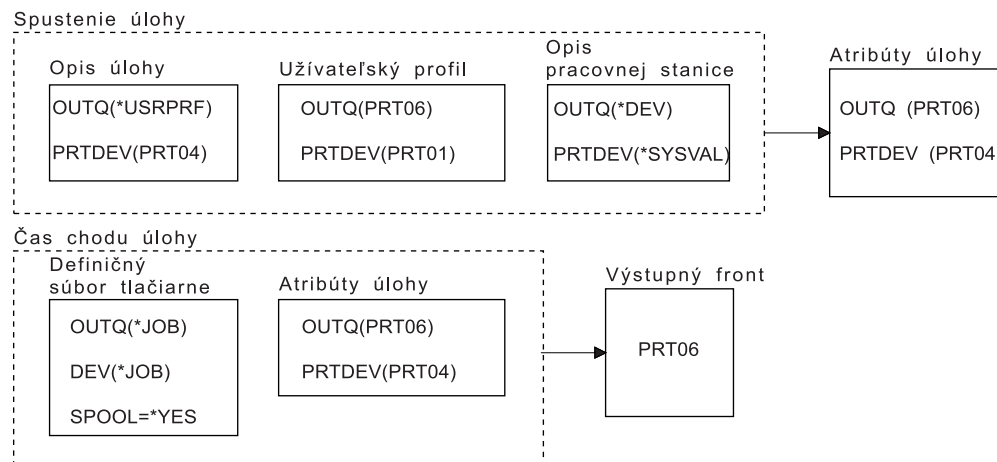 Spustenie úlohy
Opis úlohy
OUTQ(*USRPRF)
PRTDEV(PRT04)
Užívateľský profil
OUTQ(PRT06)
PRTDEV(PRT01)
Opis
pracovnej stanice
OUTQ(*DEV)
PRTDEV(*SYSVAL)
Atribúty úlohy
OUTQ (PRT06)
PRTDEV (PRT04
Čas chodu úlohy
Definičný
súbor tlačiarne
OUTQ(*JOB)
DEV(*JOB)
SPOOL=*YES
Atribúty úlohy
OUTQ(PRT06)
PRTDEV(PRT04)
Výstupný front
PRT06